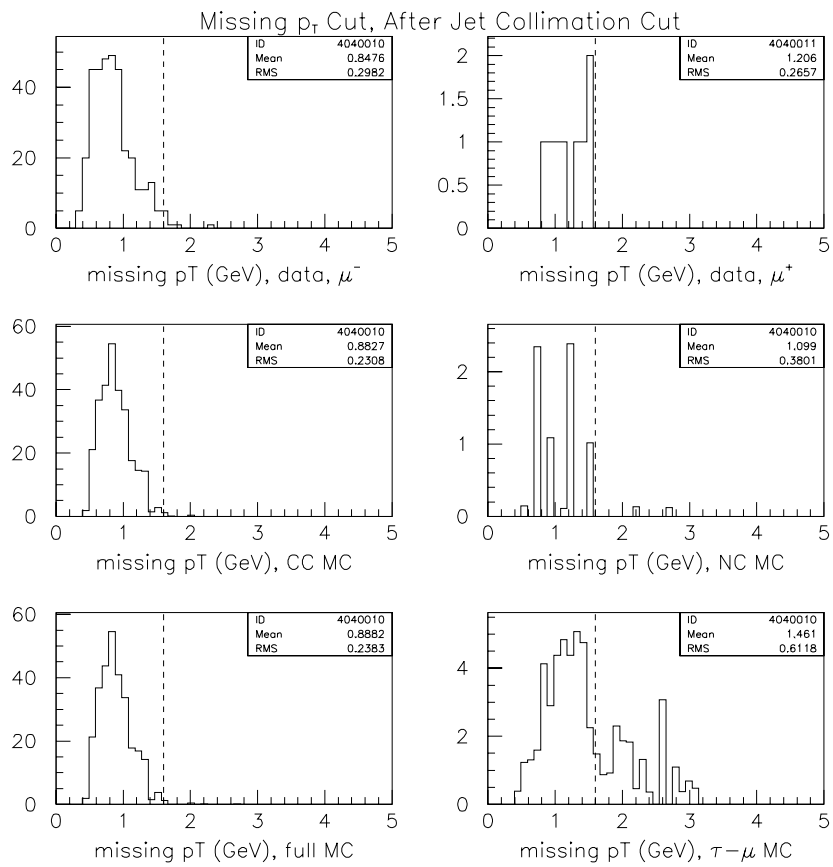 Missing p_T Cut, After Jet Collimation Cut
ID 4040010
Mean 0.8476
RMS 0.2982
40
20
0
0 1 2 3 4 5
missing pT (GeV), data, μ⁻
ID 4040011
Mean 1.206
RMS 0.2657
2
1.5
1
0.5
0
0 1 2 3 4 5
missing pT (GeV), data, μ⁺
ID 4040010
Mean 0.8827
RMS 0.2308
60
40
20
0
0 1 2 3 4 5
missing pT (GeV), CC MC
ID 4040010
Mean 1.099
RMS 0.3801
2
1
0
0 1 2 3 4 5
missing pT (GeV), NC MC
ID 4040010
Mean 0.8882
RMS 0.2383
60
40
20
0
0 1 2 3 4 5
missing pT (GeV), full MC
ID 4040010
Mean 1.461
RMS 0.6118
4
2
0
0 1 2 3 4 5
missing pT (GeV), τ−μ MC